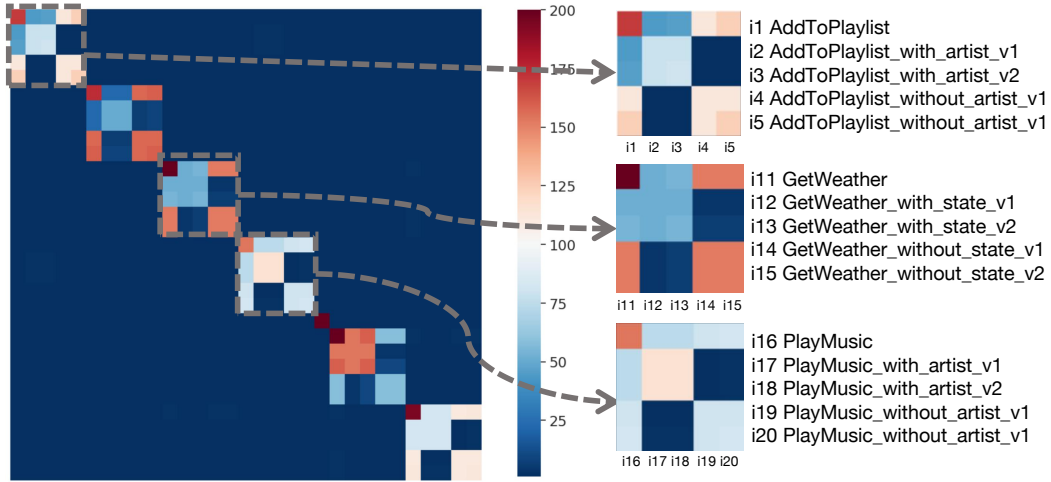 200
175
150
125
100
75
50
25
i1 AddToPlaylist
i2 AddToPlaylist_with_artist_v1
i3 AddToPlaylist_with_artist_v2
i4 AddToPlaylist_without_artist_v1
i5 AddToPlaylist_without_artist_v1
i1 i2 i3 i4 i5
i11 GetWeather
i12 GetWeather_with_state_v1
i13 GetWeather_with_state_v2
i14 GetWeather_without_state_v1
i15 GetWeather_without_state_v2
i11 i12 i13 i14 i15
i16 PlayMusic
i17 PlayMusic_with_artist_v1
i18 PlayMusic_with_artist_v2
i19 PlayMusic_without_artist_v1
i20 PlayMusic_without_artist_v1
i16 i17 i18 i19 i20